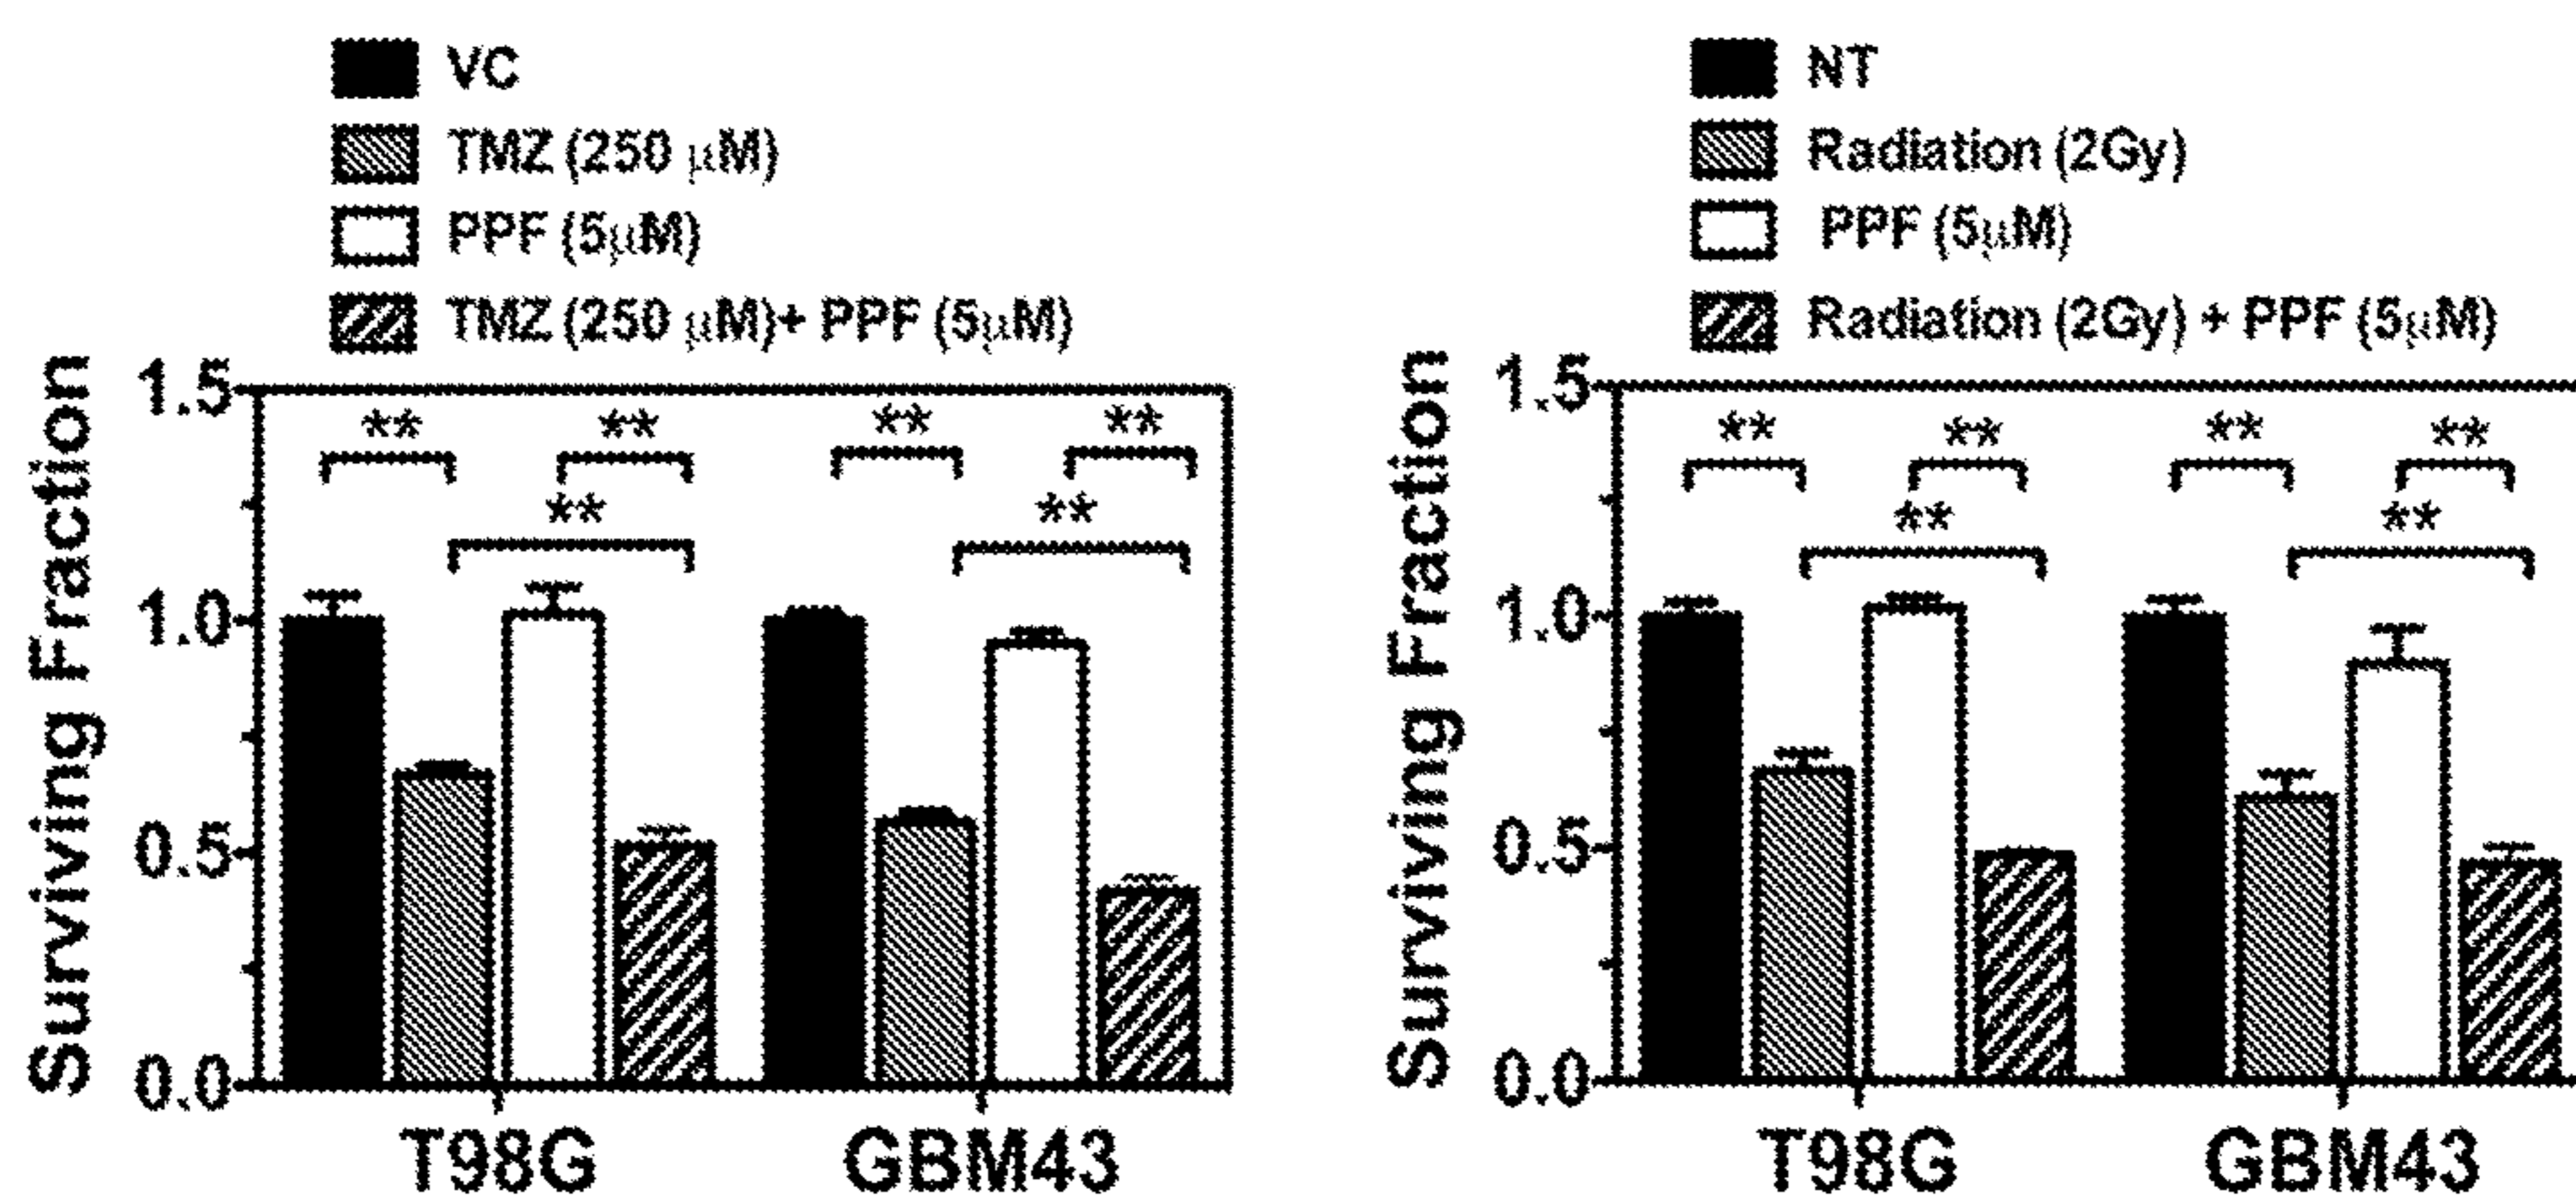 VC
TMZ (250 µM)
PPF (5µM)
TMZ (250 µM)+ PPF (5µM)
Surviving Fraction
1.5
1.0
0.5
0.0
** ** ** **
** **
T98G GBM43
NT
Radiation (2Gy)
PPF (5µM)
Radiation (2Gy) + PPF (5µM)
Surviving Fraction
1.5
1.0
0.5
0.0
** ** ** **
** **
T98G GBM43